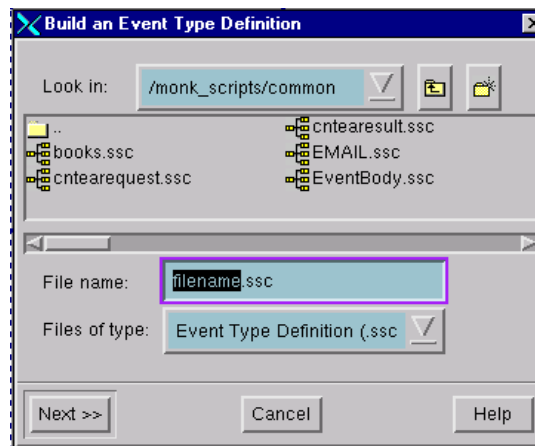 Build an Event Type Definition
Look in: /monk_scripts/common
.. cntearesult.ssc
books.ssc EMAIL.ssc
cntearequest.ssc EventBody.ssc
File name: filename.ssc
Files of type: Event Type Definition (.ssc
Next >> Cancel Help